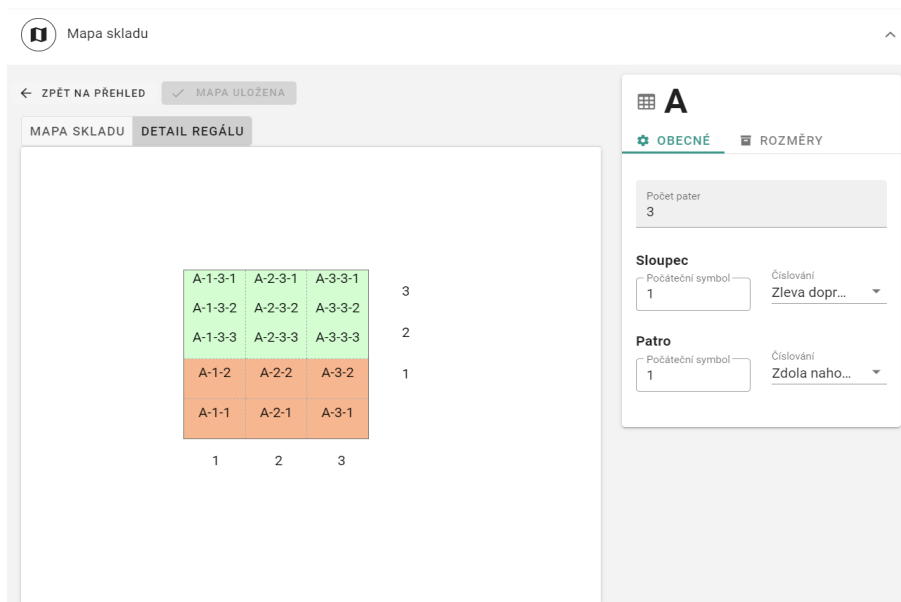 Mapa skladu
ZPĚT NA PŘEHLED
MAPA ULOŽENA
MAPA SKLADU
DETAIL REGÁLU
A-1-3-1 A-2-3-1 A-3-3-1
A-1-3-2 A-2-3-2 A-3-3-2
A-1-3-3 A-2-3-3 A-3-3-3
A-1-2 A-2-2 A-3-2
A-1-1 A-2-1 A-3-1
3
2
1
1 2 3
A
OBECNÉ
ROZMĚRY
Počet pater
3
Sloupec
Počáteční symbol
1
Číslování
Zleva dopr...
Patro
Počáteční symbol
1
Číslování
Zdola naho...